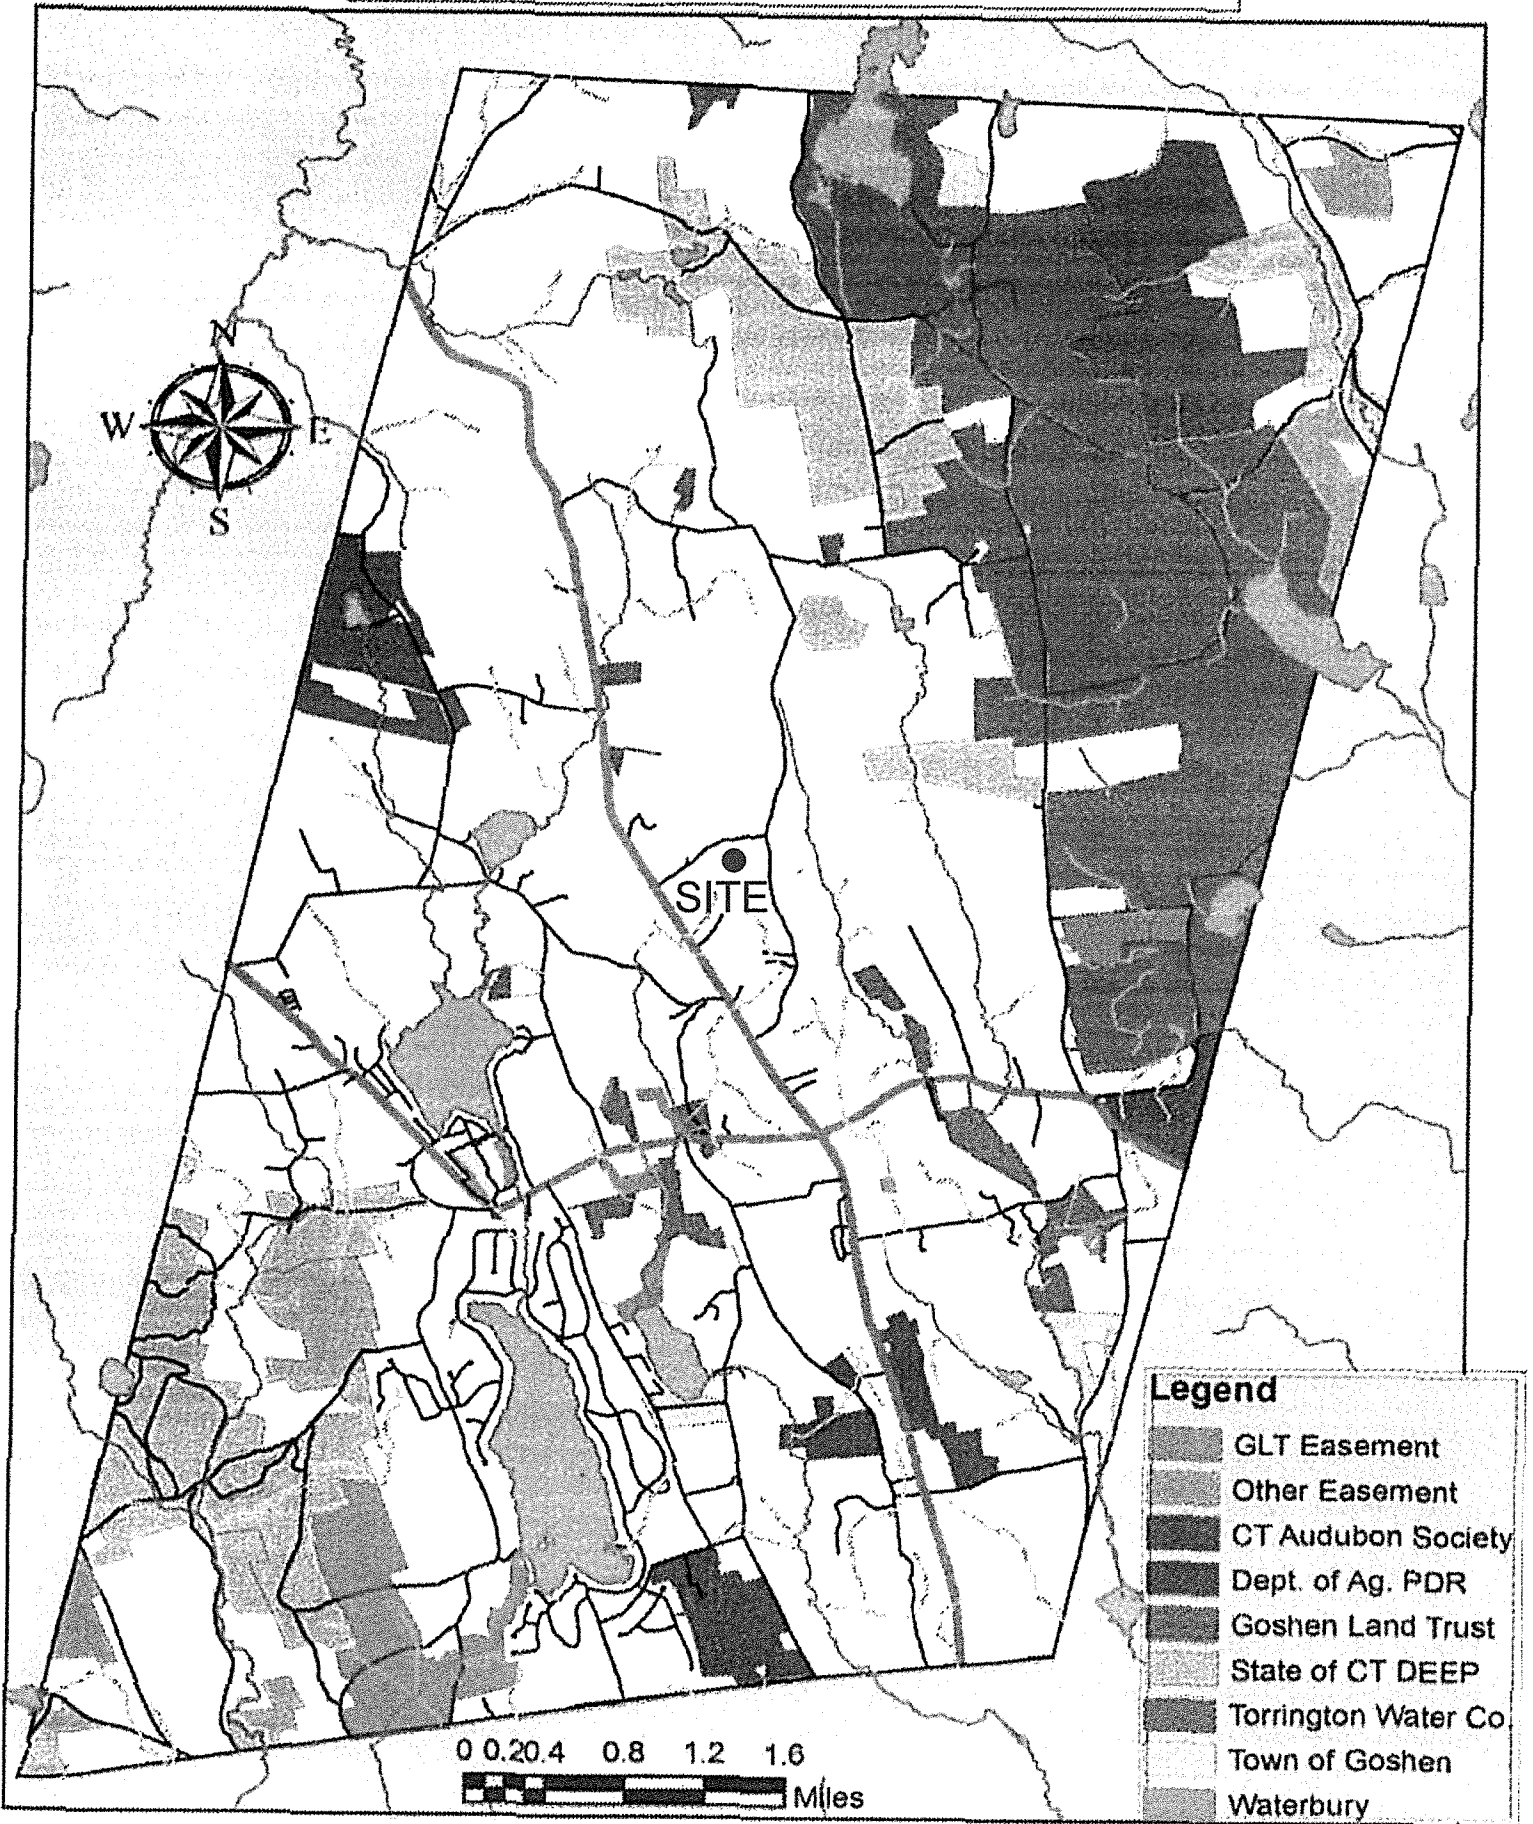 N
W E
S
SITE
Legend
GLT Easement
Other Easement
CT Audubon Society
Dept. of Ag. PDR
Goshen Land Trust
State of CT DEEP
Torrington Water Co.
Town of Goshen
Waterbury
0 0.20.4 0.8 1.2 1.6
Miles